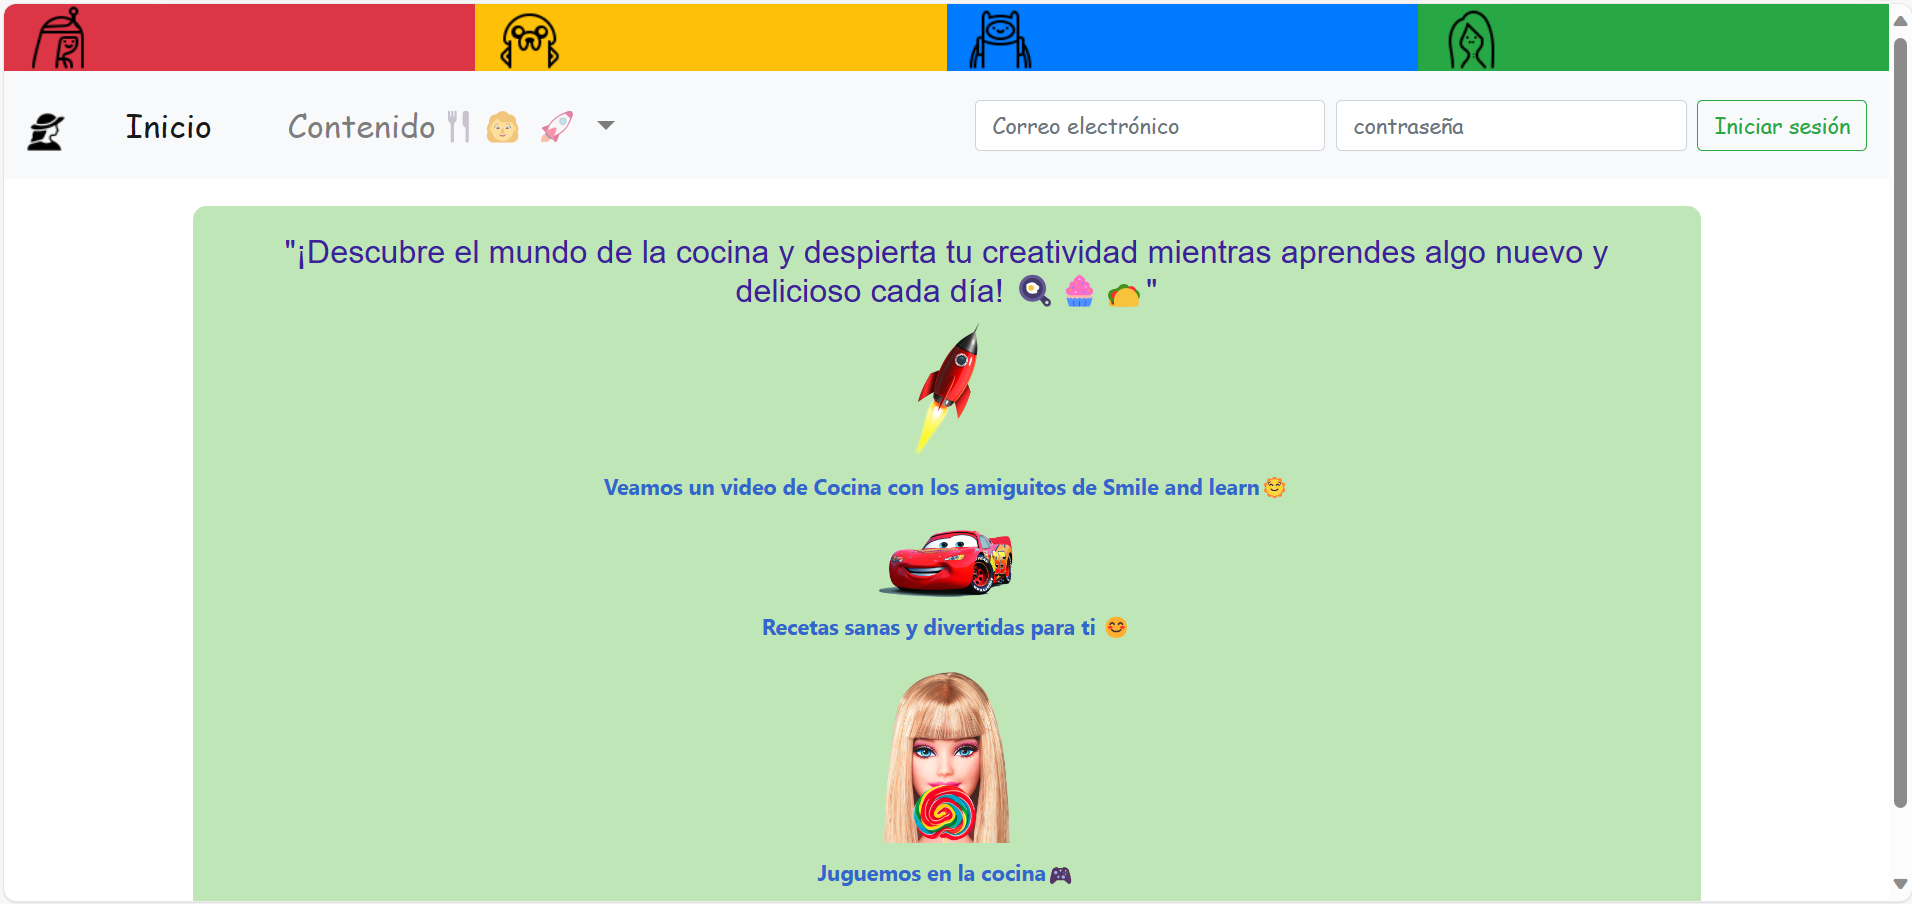 Inicio
Contenido🍴 👩 🚀
Correo electrónico
contraseña
Iniciar sesión
"¡Descubre el mundo de la cocina y despierta tu creatividad mientras aprendes algo nuevo y
delicioso cada día! 🍳 🧁 🌮 "
Veamos un video de Cocina con los amiguitos de Smile and learn🌞
Recetas sanas y divertidas para ti 😊
Juguemos en la cocina🎮